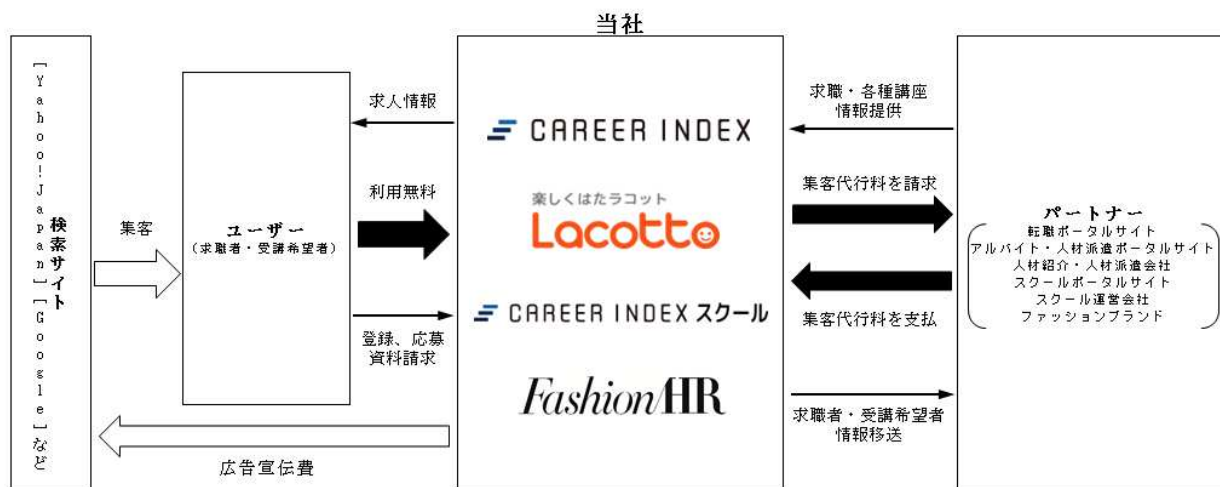 当社
検索サイト
[Yahoo!Japan][Google]など
集客
ユーザー
(求職者・受講希望者)
求人情報
利用無料
登録、応募
資料請求
広告宣伝費
CAREER INDEX
楽しくはたラコット
Lacotto
CAREER INDEX スクール
Fashion HR
求職・各種講座
情報提供
集客代行料を請求
集客代行料を支払
求職者・受講希望者
情報移送
パートナー
転職ポータルサイト
アルバイト・人材派遣ポータルサイト
人材紹介・人材派遣会社
スクールポータルサイト
スクール運営会社
ファッションブランド